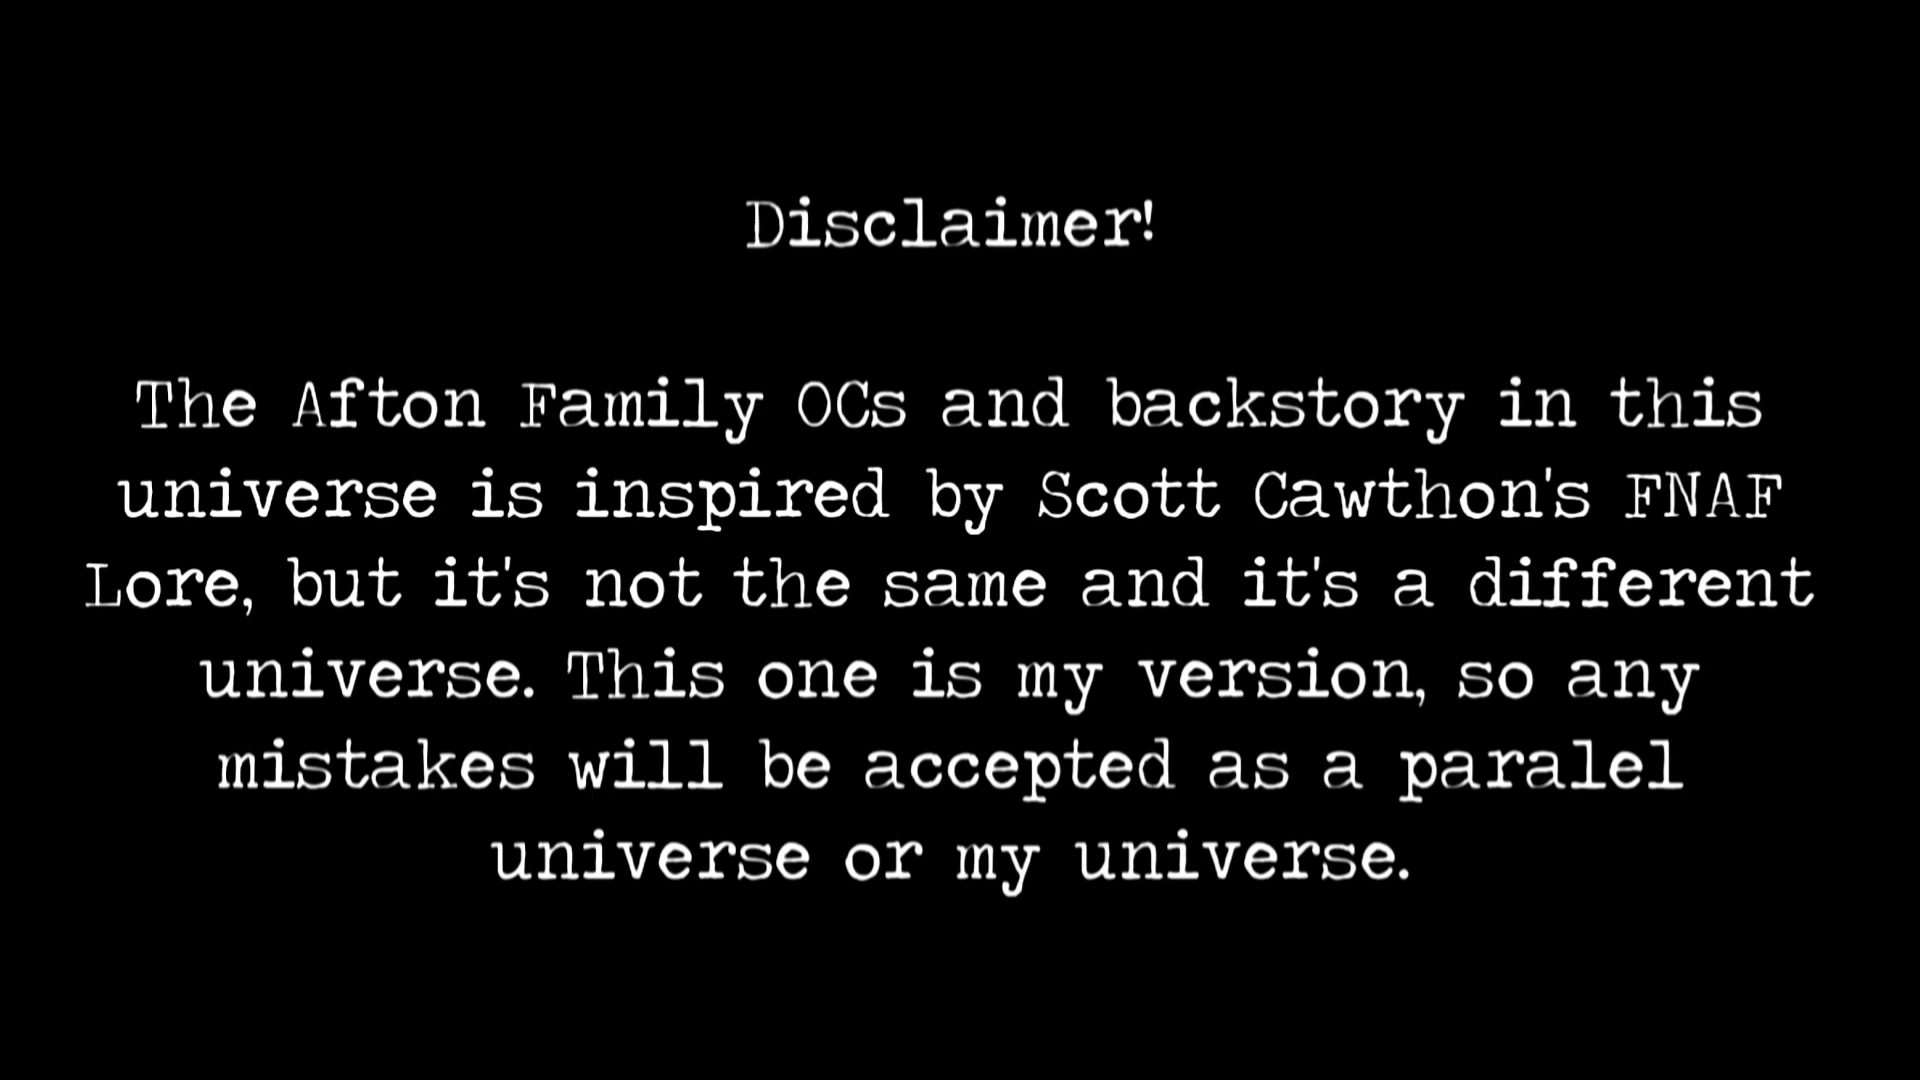 Disclaimer!
The Afton Family OCs and backstory in this
universe is inspired by Scott Cawthon's FNAF
Lore, but it's not the same and it's a different
universe. This one is my version, so any
mistakes will be accepted as a paralel
universe or my universe.